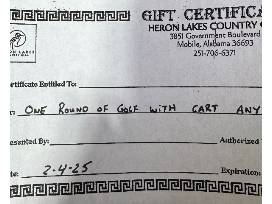 GIFT CERTIFICA
HERON LAKES COUNTRY C
3851 Government Boulevard
Mobile, Alabama 36693
251-706-6371
ertificate Entitled To:
ONE ROUND OF GOLF WITH CART ANY
esented By:
Authorized
te: 2-4-25
Expiration: